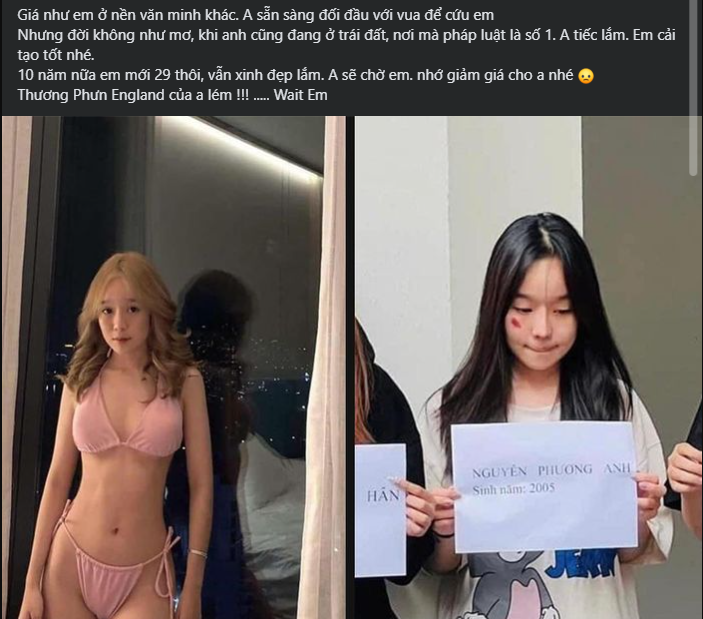 Giá như em ở nền văn minh khác. A sẵn sàng đối đầu với vua để cứu em
Nhưng đời không như mơ, khi anh cũng đang ở trái đất, nơi mà pháp luật là số 1. A tiếc lắm. Em cải
tạo tốt nhé.
10 năm nữa em mới 29 thôi, vẫn xinh đẹp lắm. A sẽ chờ em. nhớ giảm giá cho a nhé 😥
Thương Phưn England của a lém !!! ..... Wait Em
HÂN
NGUYỄN PHƯƠNG ANH
Sinh năm: 2005